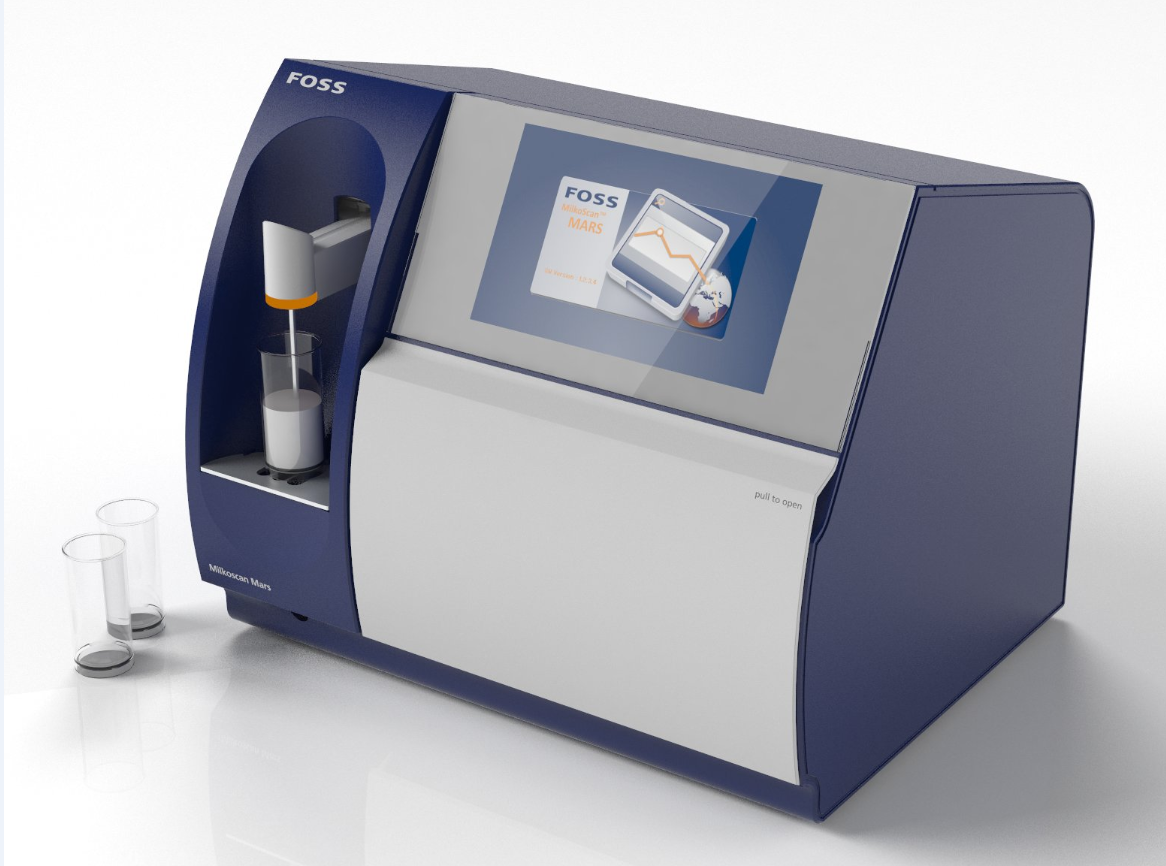 FOSS
FOSS
MilkoScan™
MARS
pull to open
Milkoscan Mars